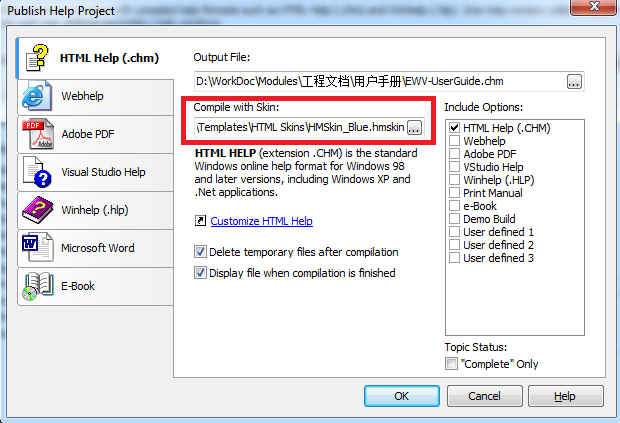 Publish Help Project
HTML Help (.chm)
Webhelp
Adobe PDF
Visual Studio Help
Winhelp (.hlp)
Microsoft Word
E-Book
Output File:
D:\WorkDoc\Modules\工程文档\用户手册\EWV-UserGuide.chm
...
Compile with Skin:
\Templates\HTML Skins\HMSkin_Blue.hmskin
...
HTML HELP (extension .CHM) is the standard
Windows online help format for Windows 98
and later versions, including Windows XP and
.Net applications.
Customize HTML Help
Delete temporary files after compilation
Display file when compilation is finished
Include Options:
HTML Help (.CHM)
Webhelp
Adobe PDF
VStudio Help
Winhelp (.HLP)
Print Manual
e-Book
Demo Build
User defined 1
User defined 2
User defined 3
Topic Status:
"Complete" Only
OK
Cancel
Help